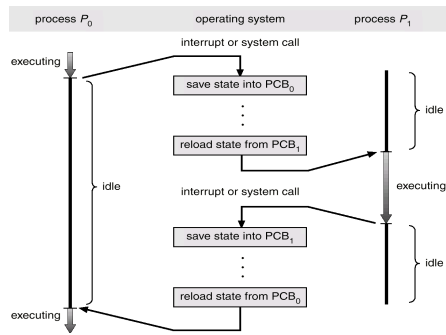 process P0 operating system process P1
interrupt or system call
executing
save state into PCB0
idle
reload state from PCB1
idle
interrupt or system call
executing
save state into PCB1
idle
reload state from PCB0
executing